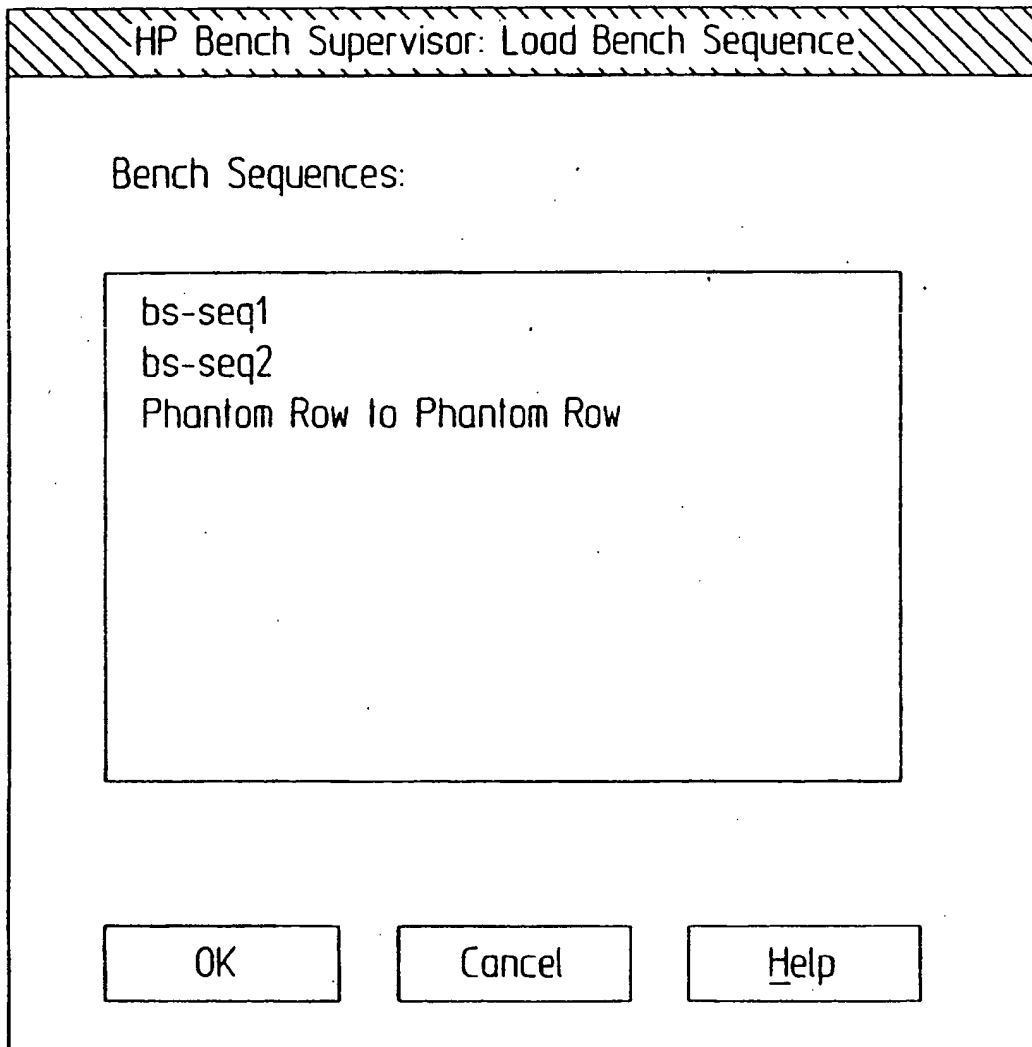 HP Bench Supervisor: Load Bench Sequence
Bench Sequences:
bs-seq1
bs-seq2
Phantom Row to Phantom Row
OK
Cancel
Help